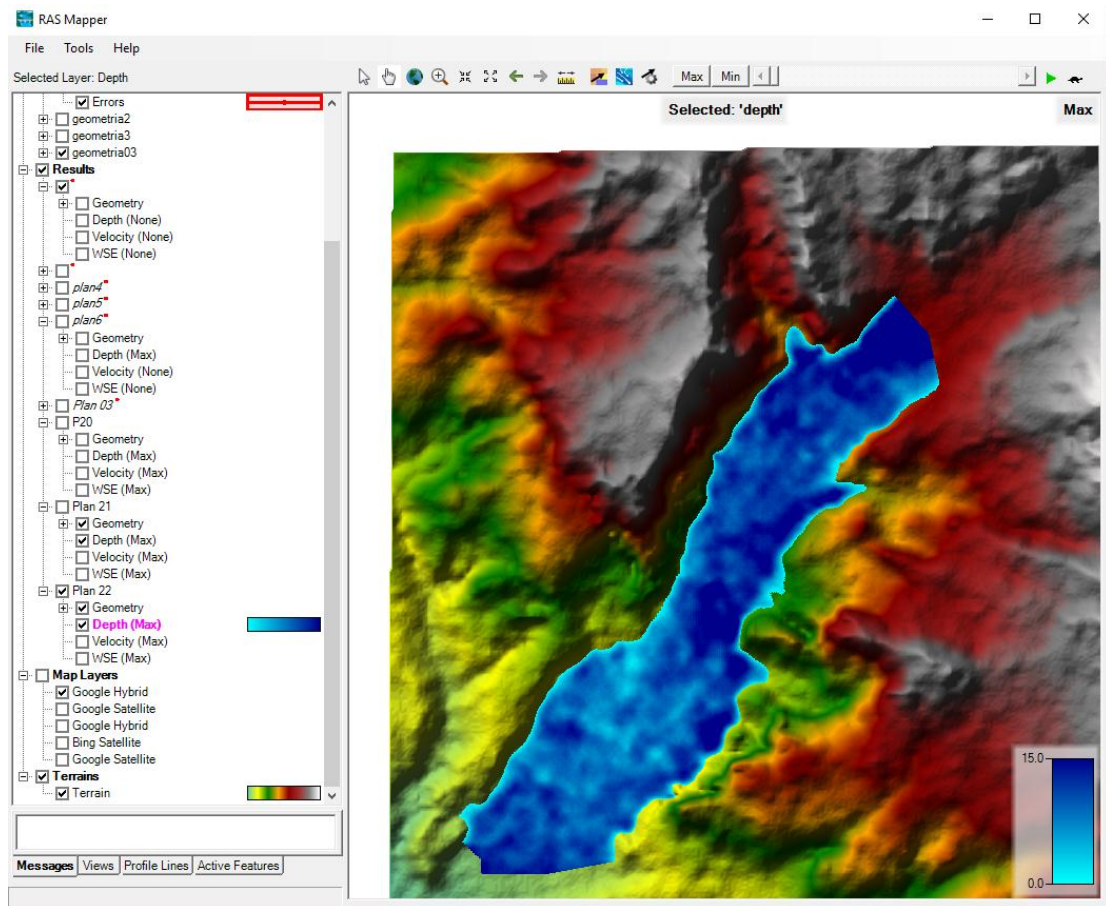 RAS Mapper
File Tools Help
Selected Layer: Depth
Max Min
Errors
geometria2
geometria3
geometria03
Results
Geometry
Depth (None)
Velocity (None)
WSE (None)
plan4
plan5
plan6
Geometry
Depth (Max)
Velocity (None)
WSE (None)
Plan 03
P20
Geometry
Depth (Max)
Velocity (Max)
WSE (Max)
Plan 21
Geometry
Depth (Max)
Velocity (Max)
WSE (Max)
Plan 22
Geometry
Depth (Max)
Velocity (Max)
WSE (Max)
Map Layers
Google Hybrid
Google Satellite
Google Hybrid
Bing Satellite
Google Satellite
Terrains
Terrain
Messages Views Profile Lines Active Features
Selected: 'depth'
Max
15.0
0.0